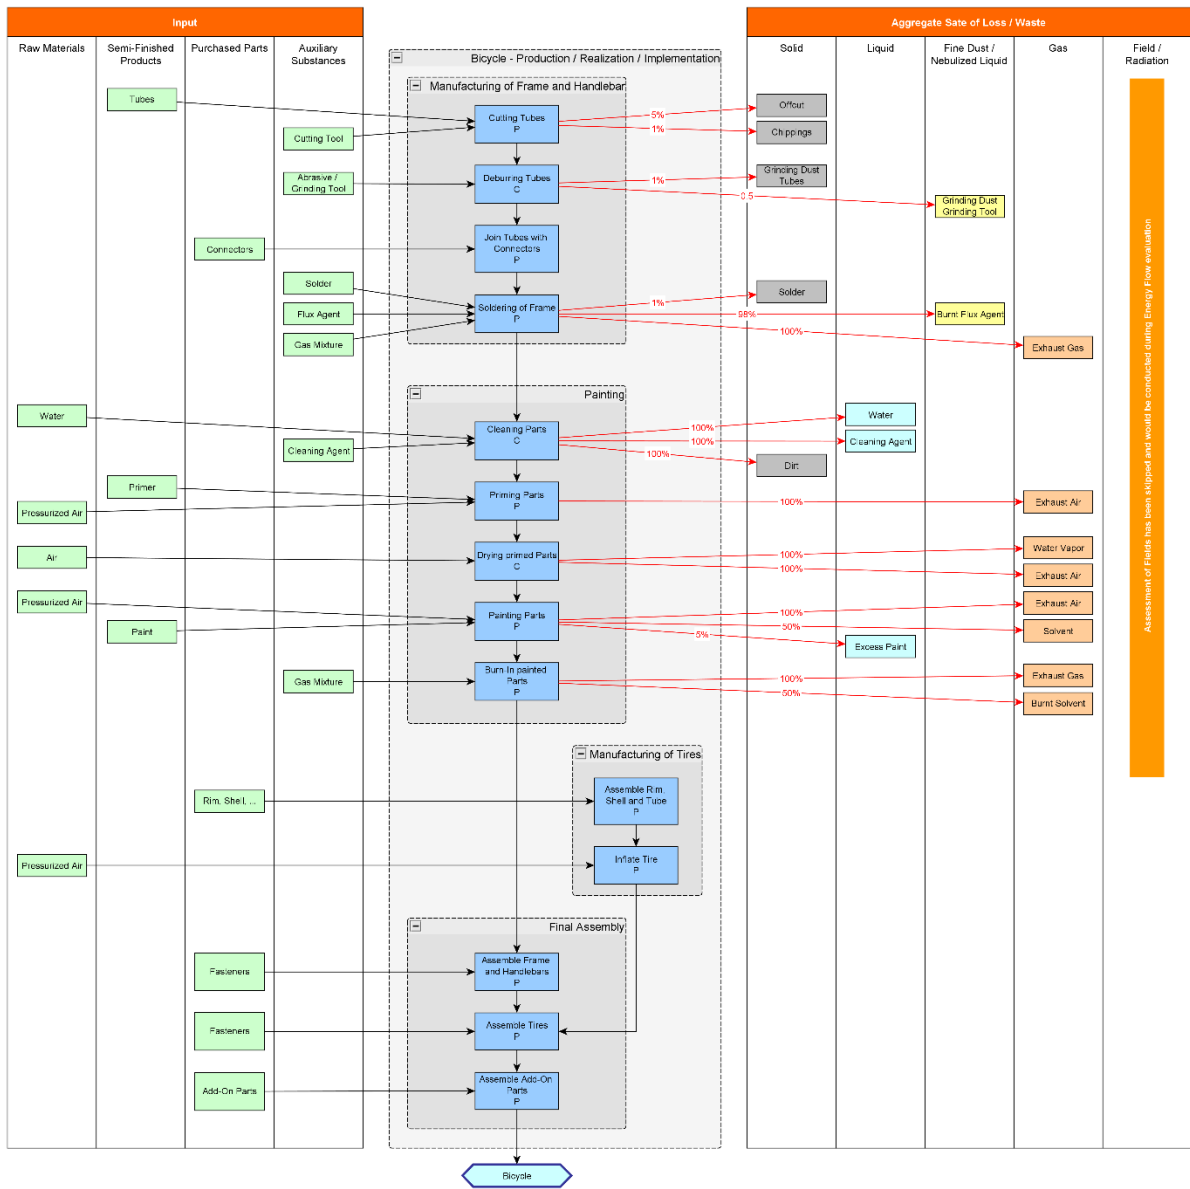 Input
Aggregate Sate of Loss / Waste
Raw Materials
Semi-Finished
Products
Purchased Parts
Auxiliary
Substances
Solid
Liquid
Fine Dust /
Nebulized Liquid
Gas
Field /
Radiation
Bicycle - Production / Realization / Implementation
Manufacturing of Frame and Handlebar
Tubes
Cutting Tool
Cutting Tubes
P
5%
1%
Offcut
Chippings
Abrasive /
Grinding Tool
Deburring Tubes
C
1%
0.5
Grinding Dust
Tubes
Grinding Dust
Grinding Tool
Connectors
Join Tubes with
Connectors
P
Solder
Flux Agent
Gas Mixture
Soldering of Frame
P
1%
98%
100%
Solder
Burnt Flux Agent
Exhaust Gas
Painting
Water
Cleaning Agent
Cleaning Parts
C
100%
100%
100%
Water
Cleaning Agent
Dirt
Primer
Pressurized Air
Priming Parts
P
100%
Exhaust Air
Air
Drying primed Parts
C
100%
100%
Water Vapor
Exhaust Air
Pressurized Air
Paint
Painting Parts
P
100%
50%
5%
Exhaust Air
Solvent
Excess Paint
Gas Mixture
Burn-In painted
Parts
P
100%
50%
Exhaust Gas
Burnt Solvent
Assessment of Fields has been skipped and would be conducted during Energy Flow evaluation
Manufacturing of Tires
Rim, Shell, ...
Assemble Rim,
Shell and Tube
P
Pressurized Air
Inflate Tire
P
Final Assembly
Fasteners
Assemble Frame
and Handlebars
P
Fasteners
Assemble Tires
P
Add-On Parts
Assemble Add-On
Parts
P
Bicycle